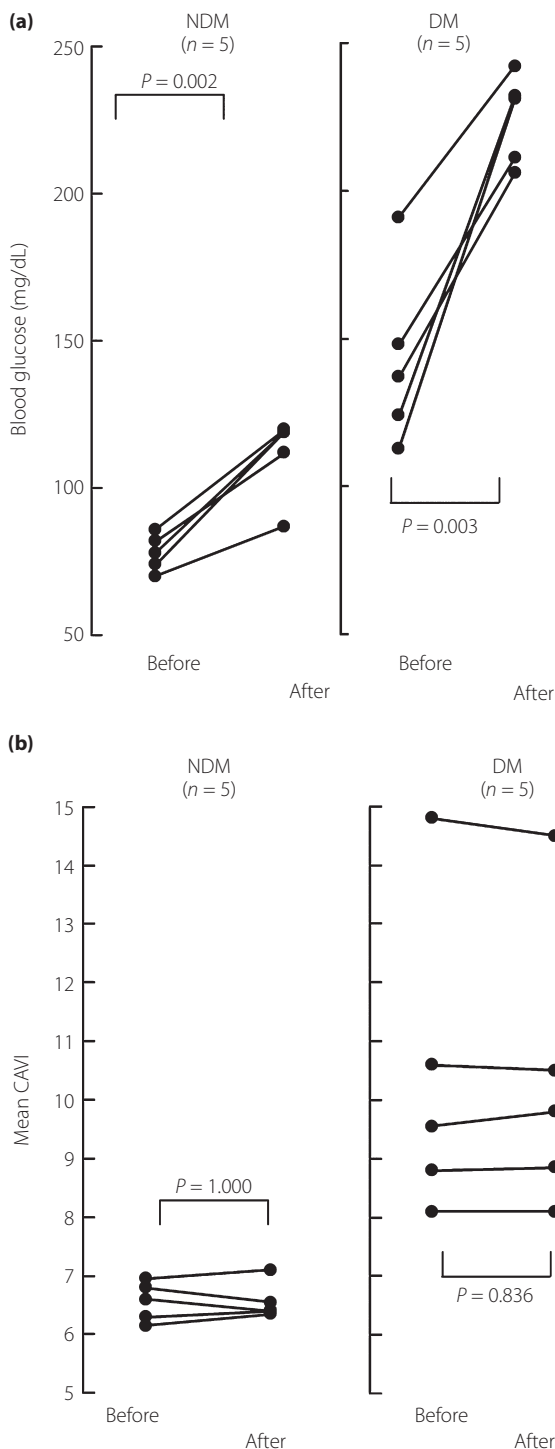 (a)
NDM
(n = 5)
DM
(n = 5)
P = 0.002
250
200
150
100
50
Blood glucose (mg/dL)
P = 0.003
Before
After
Before
After
(b)
NDM
(n = 5)
DM
(n = 5)
15
14
13
12
11
10
9
8
7
6
5
Mean CAVI
P = 1.000
P = 0.836
Before
After
Before
After